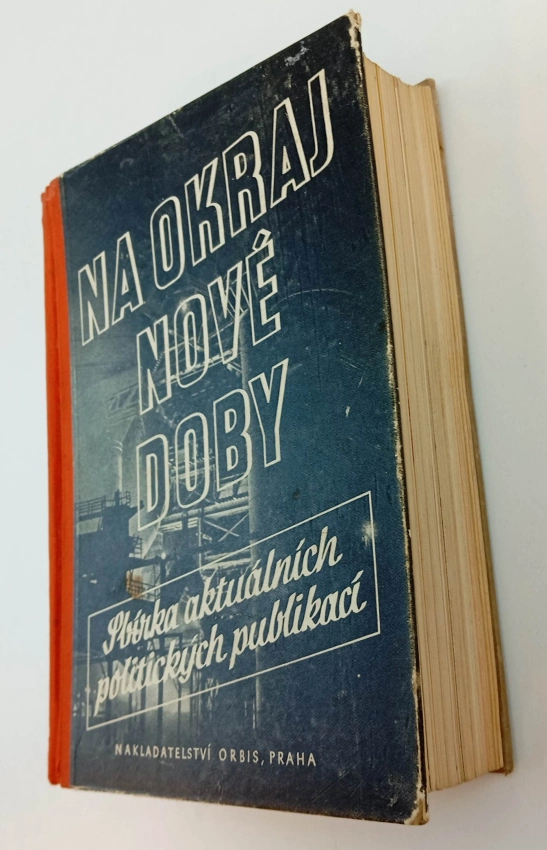 NA OKRAJ
NOVÉ
DOBY
Sbírka aktuálních
politických publikací
NAKLADATELSTVÍ ORBIS, PRAHA